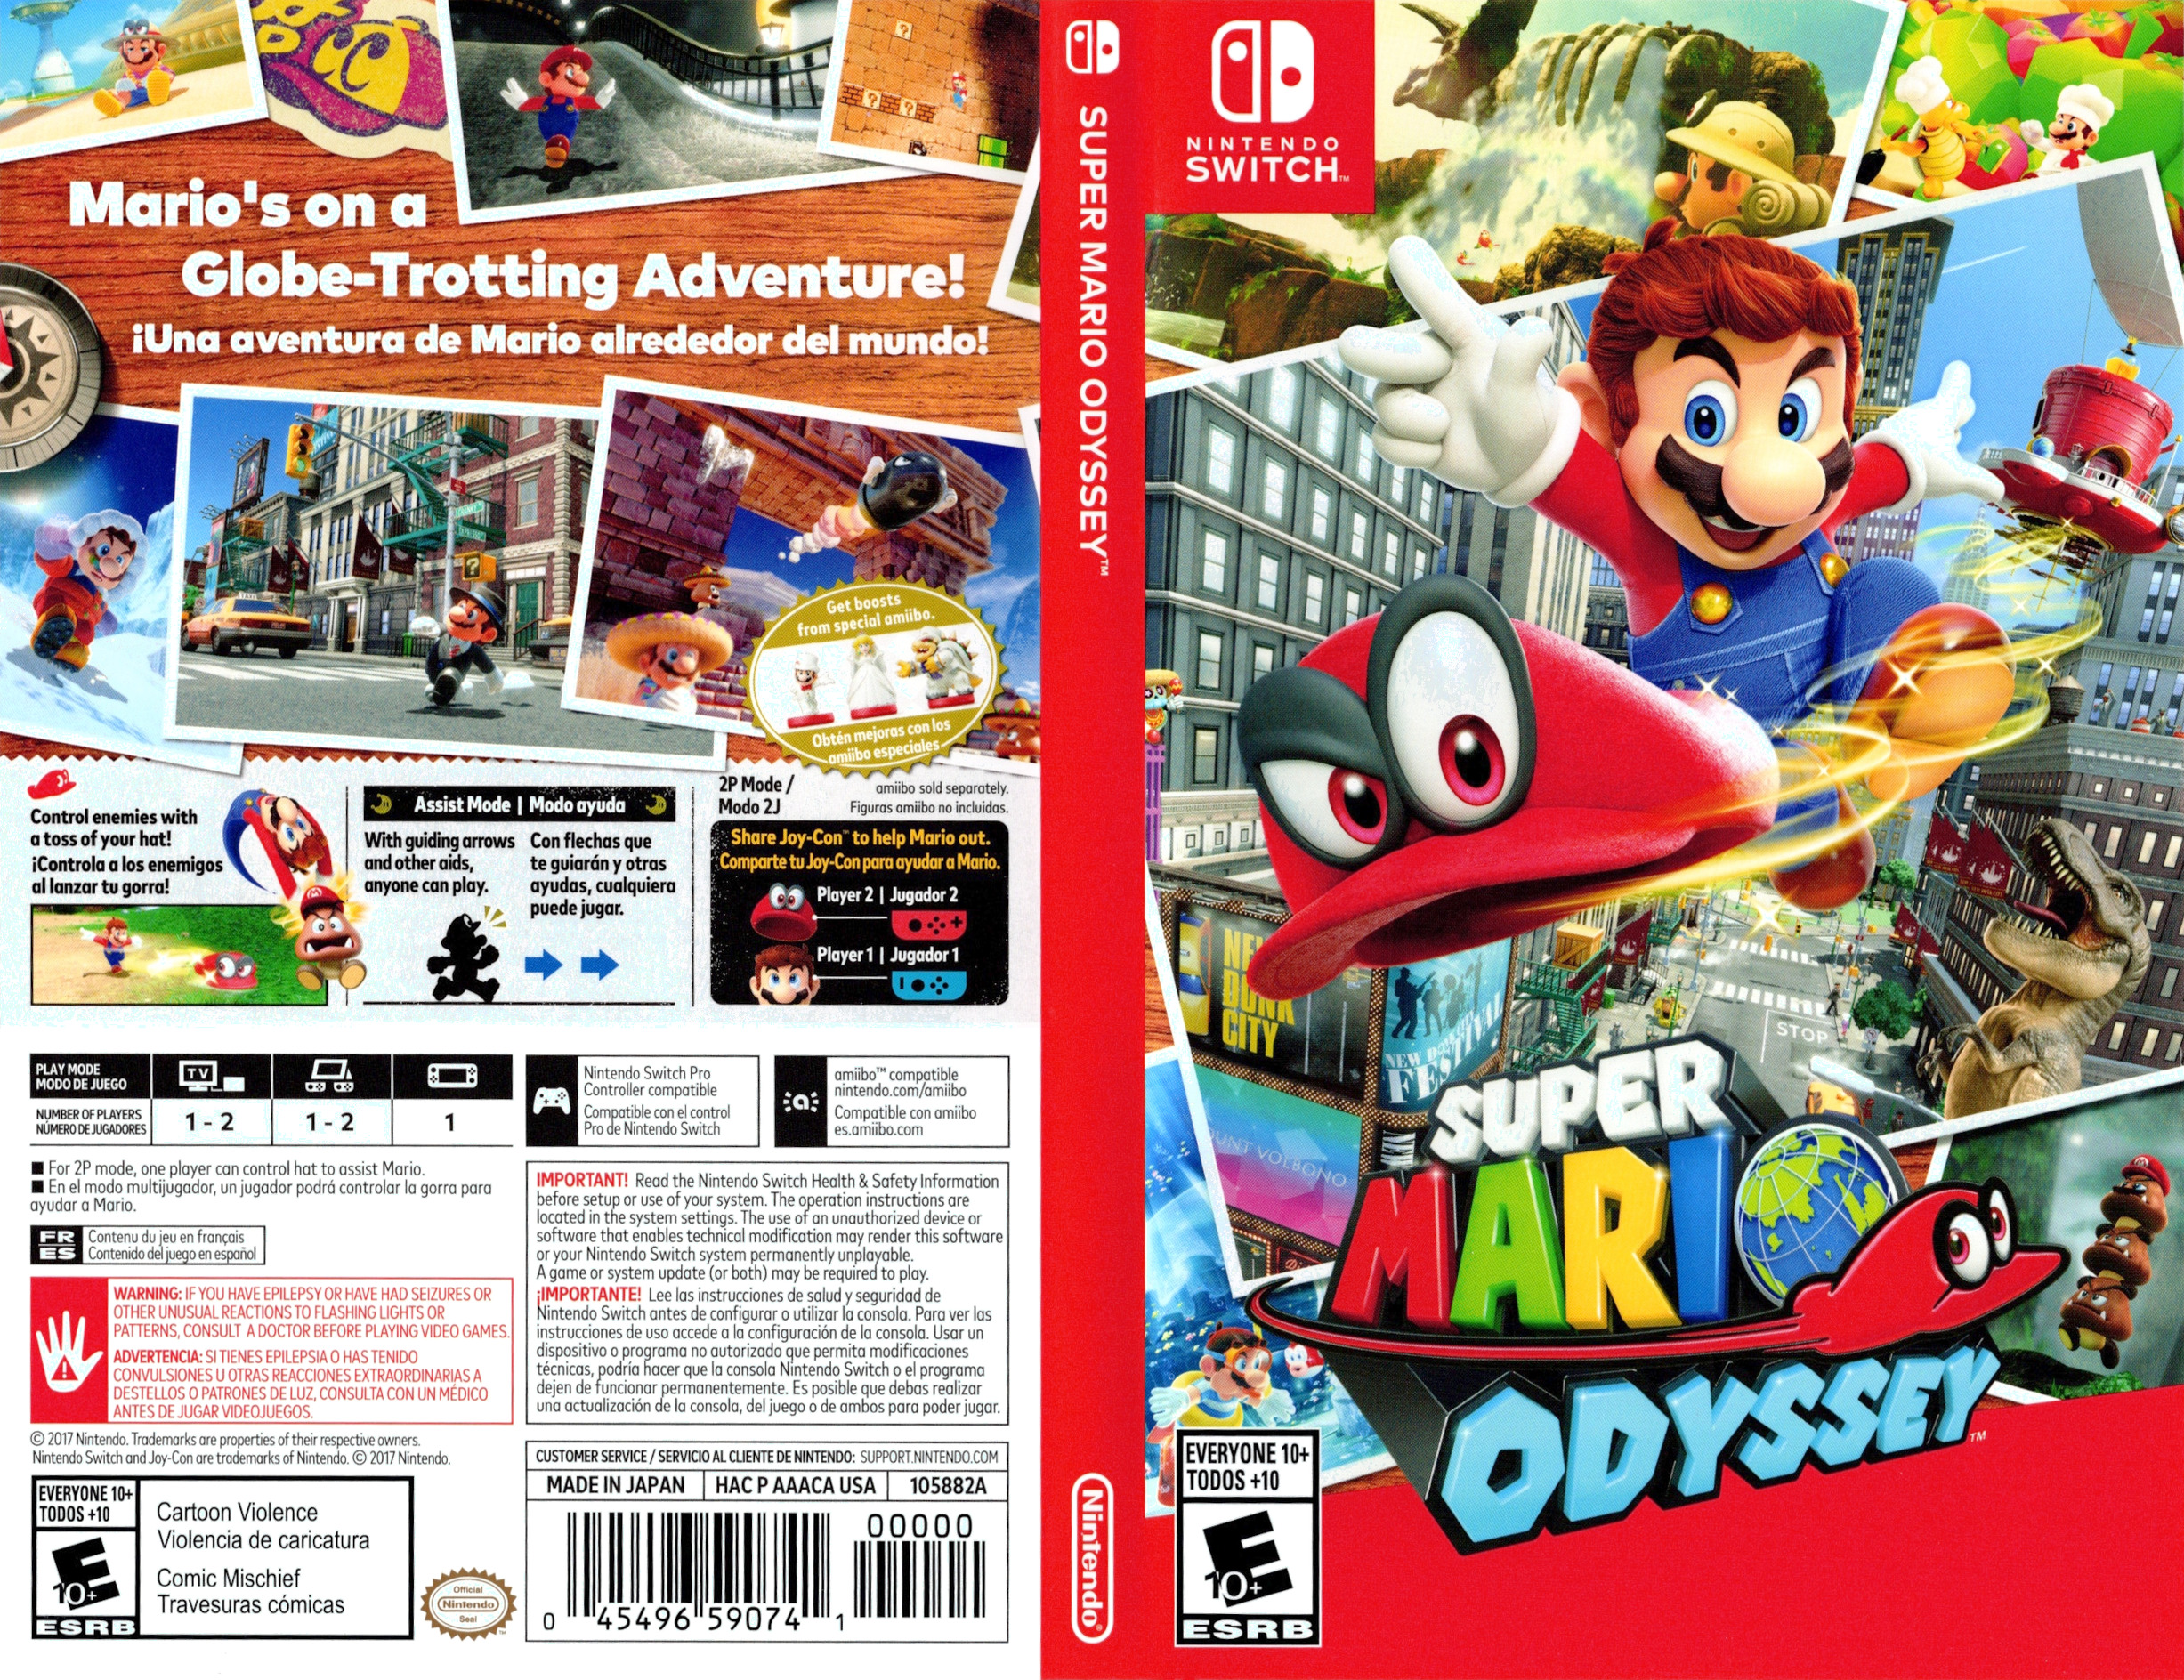 Mario's on a
Globe-Trotting Adventure!
¡Una aventura de Mario alrededor del mundo!
Get boosts
from special amiibo.
Obtén mejoras con los
amiibo especiales
amiibo sold separately.
Figuras amiibo no incluidas.
Control enemies with
a toss of your hat!
¡Controla a los enemigos
al lanzar tu gorra!
Assist Mode | Modo ayuda
With guiding arrows
and other aids,
anyone can play.
Con flechas que
te guiarán y otras
ayudas, cualquiera
puede jugar.
2P Mode /
Modo 2J
Share Joy-Con™ to help Mario out.
Comparte tu Joy-Con para ayudar a Mario.
Player 2 | Jugador 2
Player 1 | Jugador 1
PLAY MODE
MODO DE JUEGO
TV
NUMBER OF PLAYERS
NÚMERO DE JUGADORES
1 - 2
1 - 2
1
Nintendo Switch Pro
Controller compatible
Compatible con el control
Pro de Nintendo Switch
amiibo™ compatible
nintendo.com/amiibo
Compatible con amiibo
es.amiibo.com
■ For 2P mode, one player can control hat to assist Mario.
■ En el modo multijugador, un jugador podrá controlar la gorra para
ayudar a Mario.
FR Contenu du jeu en français
ES Contenido del juego en español
WARNING: IF YOU HAVE EPILEPSY OR HAVE HAD SEIZURES OR
OTHER UNUSUAL REACTIONS TO FLASHING LIGHTS OR
PATTERNS, CONSULT A DOCTOR BEFORE PLAYING VIDEO GAMES.
ADVERTENCIA: SI TIENES EPILEPSIA O HAS TENIDO
CONVULSIONES U OTRAS REACCIONES EXTRAORDINARIAS A
DESTELLOS O PATRONES DE LUZ, CONSULTA CON UN MÉDICO
ANTES DE JUGAR VIDEOJUEGOS.
IMPORTANT! Read the Nintendo Switch Health & Safety Information
before setup or use of your system. The operation instructions are
located in the system settings. The use of an unauthorized device or
software that enables technical modification may render this software
or your Nintendo Switch system permanently unplayable.
A game or system update (or both) may be required to play.
¡IMPORTANTE! Lee las instrucciones de salud y seguridad de
Nintendo Switch antes de configurar o utilizar la consola. Para ver las
instrucciones de uso accede a la configuración de la consola. Usar un
dispositivo o programa no autorizado que permita modificaciones
técnicas, podría hacer que la consola Nintendo Switch o el programa
dejen de funcionar permanentemente. Es posible que debas realizar
una actualización de la consola, del juego o de ambos para poder jugar.
© 2017 Nintendo. Trademarks are properties of their respective owners.
Nintendo Switch and Joy-Con are trademarks of Nintendo. © 2017 Nintendo.
CUSTOMER SERVICE / SERVICIO AL CLIENTE DE NINTENDO: SUPPORT.NINTENDO.COM
MADE IN JAPAN
HAC P AAACA USA
105882A
EVERYONE 10+
TODOS +10
E
10+
ESRB
Cartoon Violence
Violencia de caricatura
Comic Mischief
Travesuras cómicas
Official
Nintendo
Seal
00000
0 45496 59074 1
SUPER MARIO ODYSSEY™
Nintendo®
NINTENDO
SWITCH™
NEW
DONK
CITY
NEW DONK
FESTIVAL
MOUNT VOLBONO
STOP
SUPER
MARIO
ODYSSEY™
EVERYONE 10+
TODOS +10
E
10+
ESRB